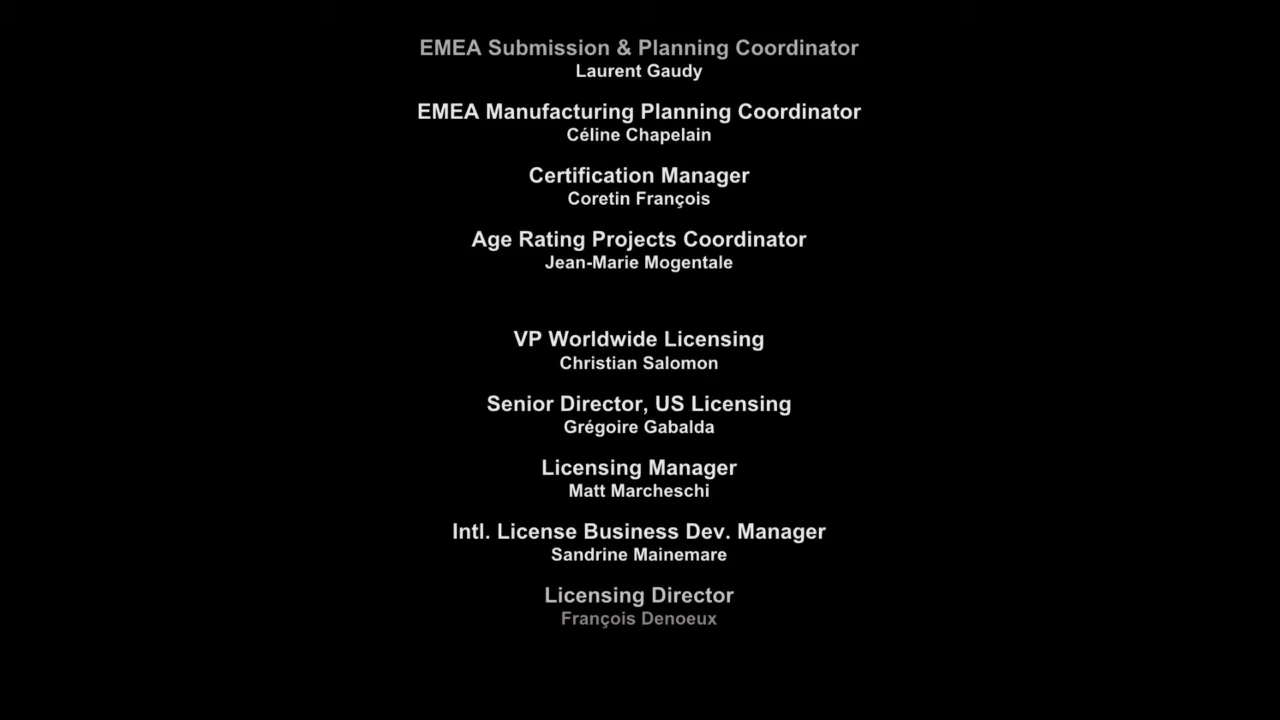 EMEA Submission & Planning Coordinator
Laurent Gaudy
EMEA Manufacturing Planning Coordinator
Céline Chapelain
Certification Manager
Coretin François
Age Rating Projects Coordinator
Jean-Marie Mogentale
VP Worldwide Licensing
Christian Salomon
Senior Director, US Licensing
Grégoire Gabalda
Licensing Manager
Matt Marcheschi
Intl. License Business Dev. Manager
Sandrine Mainemare
Licensing Director
François Denoeux